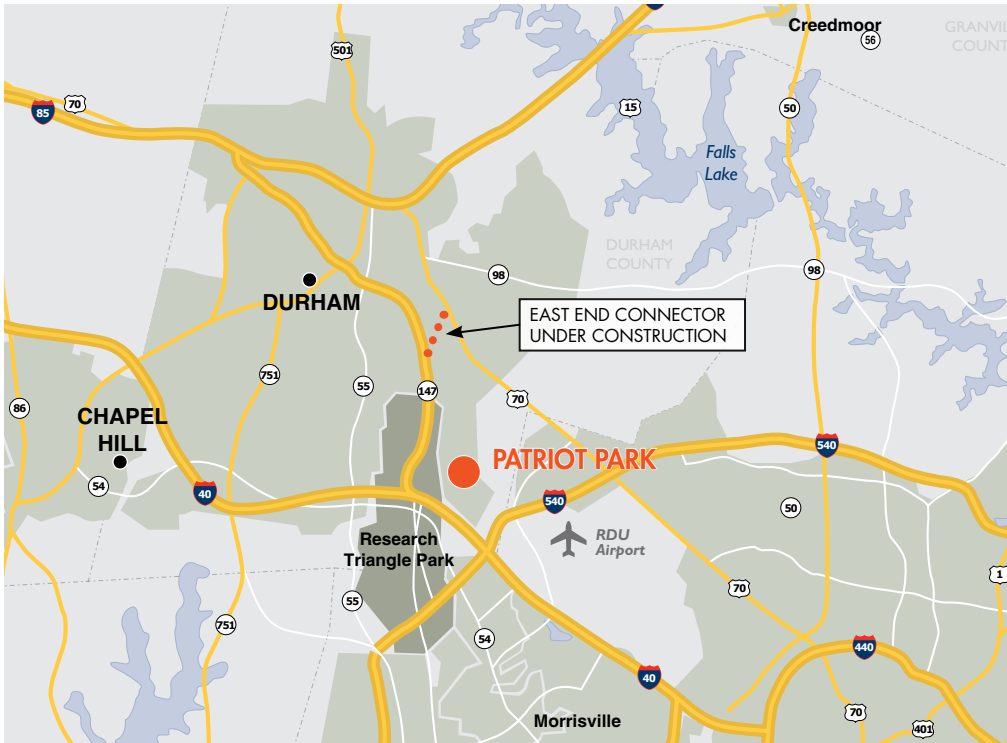 Creedmoor
GRANVIL
COUNT
56
501
70
85
15
50
Falls
Lake
DURHAM
COUNTY
98
98
DURHAM
EAST END CONNECTOR
UNDER CONSTRUCTION
751
55
147
70
86
CHAPEL
HILL
54
40
PATRIOT PARK
540
540
50
RDU
Airport
Research
Triangle Park
1
70
55
751
54
440
40
Morrisville
70
401